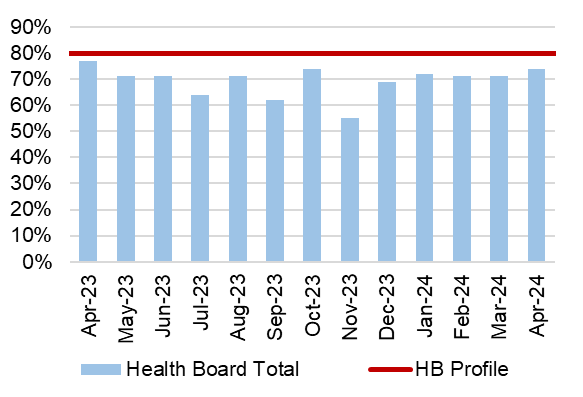 90%
80%
70%
60%
50%
40%
30%
20%
10%
0%
Apr-23
May-23
Jun-23
Jul-23
Aug-23
Sep-23
Oct-23
Nov-23
Dec-23
Jan-24
Feb-24
Mar-24
Apr-24
Health Board Total
HB Profile